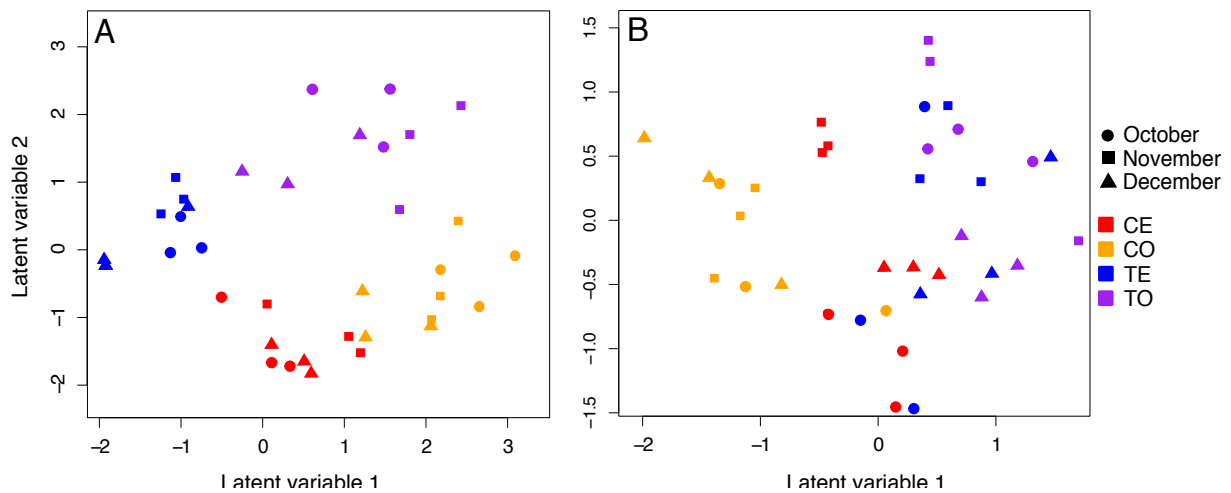 A
3
2
1
0
−1
−2
Latent variable 2
−2 −1 0 1 2 3
Latent variable 1
B
1.5
1.0
0.5
0.0
−0.5
−1.0
−1.5
−2 −1 0 1
Latent variable 1
October
November
December
CE
CO
TE
TO